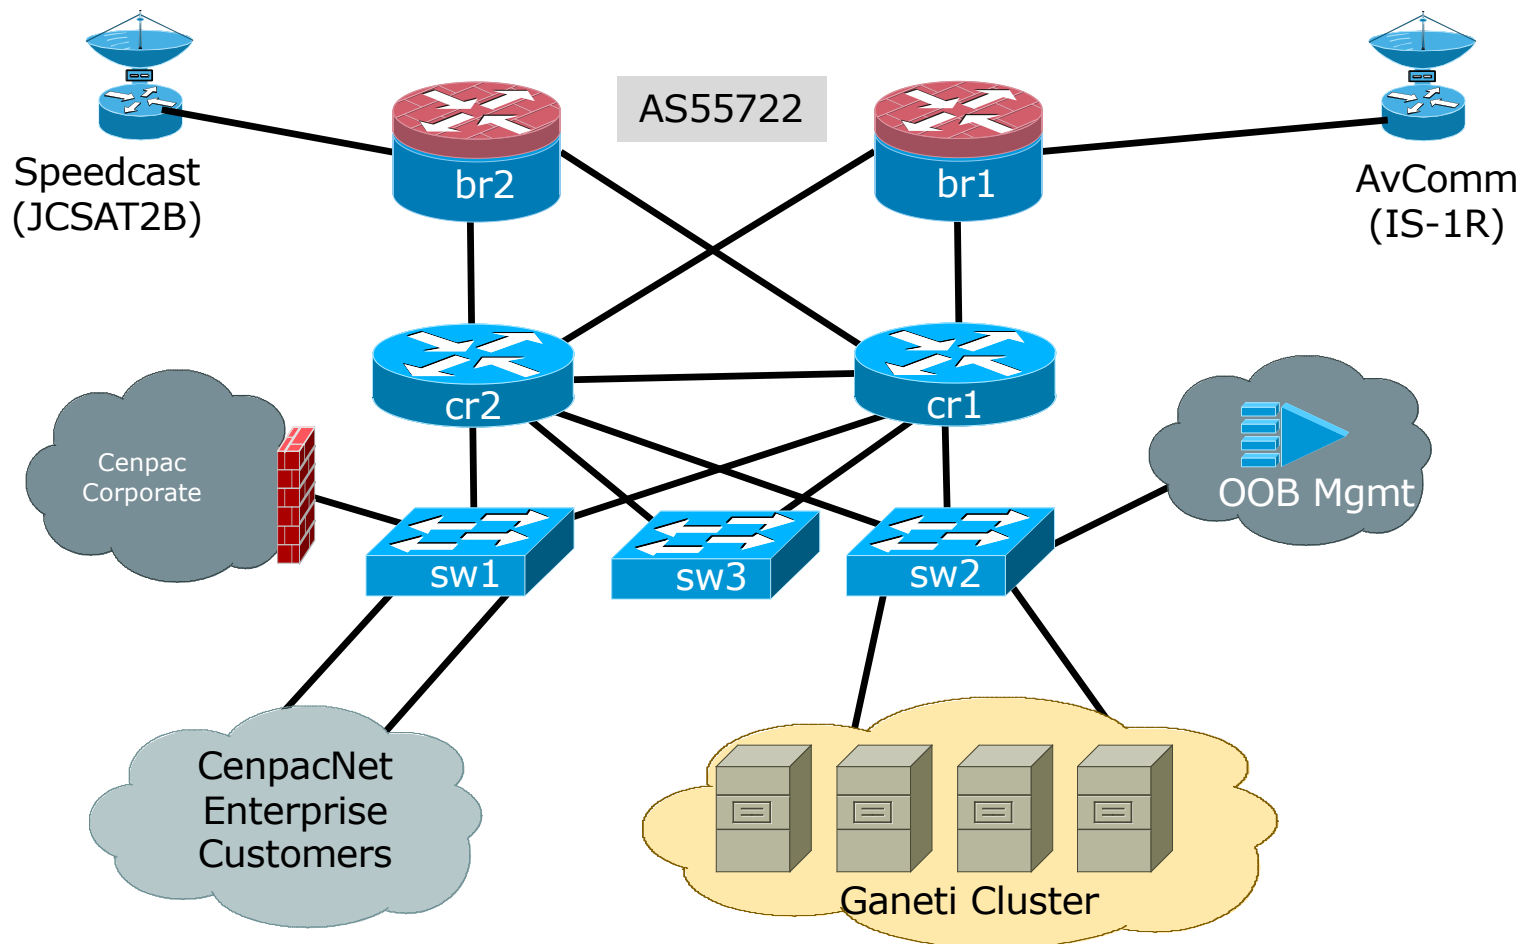 AS55722
Speedcast
(JCSAT2B)
br2
br1
AvComm
(IS-1R)
cr2
cr1
Cenpac
Corporate
OOB Mgmt
sw1
sw3
sw2
CenpacNet
Enterprise
Customers
Ganeti Cluster